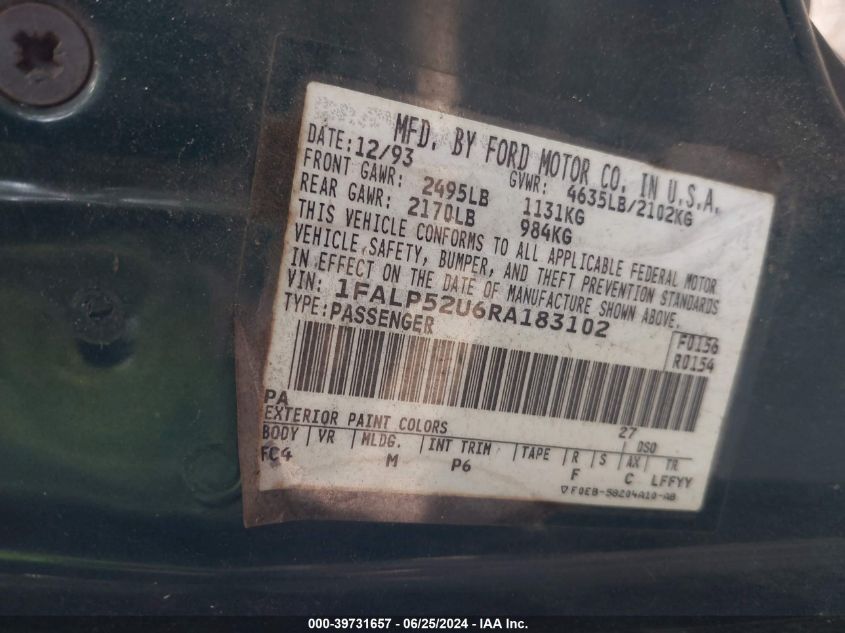 MFD. BY FORD MOTOR CO. IN U.S.A.
DATE: 12/93 GVWR: 4635LB/2102KG
FRONT GAWR: 2495LB 1131KG
REAR GAWR: 2170LB 984KG
THIS VEHICLE CONFORMS TO ALL APPLICABLE FEDERAL MOTOR
VEHICLE SAFETY, BUMPER, AND THEFT PREVENTION STANDARDS
IN EFFECT ON THE DATE OF MANUFACTURE SHOWN ABOVE.
VIN: 1FALP52U6RA183102
TYPE: PASSENGER
F0156
R0154
PA 27
EXTERIOR PAINT COLORS DSO
BODY VR MLDG. INT TRIM TAPE R S AX TR
FC4 M P6 F C LFFYY
F0EB-58204A10-AB
000-39731657 - 06/25/2024 - IAA Inc.